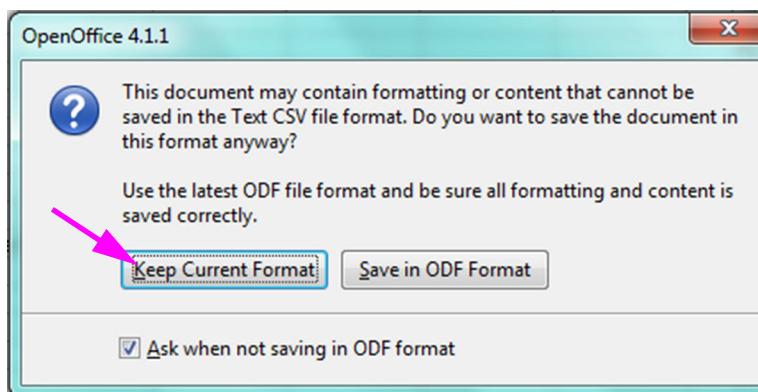 OpenOffice 4.1.1
This document may contain formatting or content that cannot be
saved in the Text CSV file format. Do you want to save the document in
this format anyway?
Use the latest ODF file format and be sure all formatting and content is
saved correctly.
Keep Current Format
Save in ODF Format
Ask when not saving in ODF format